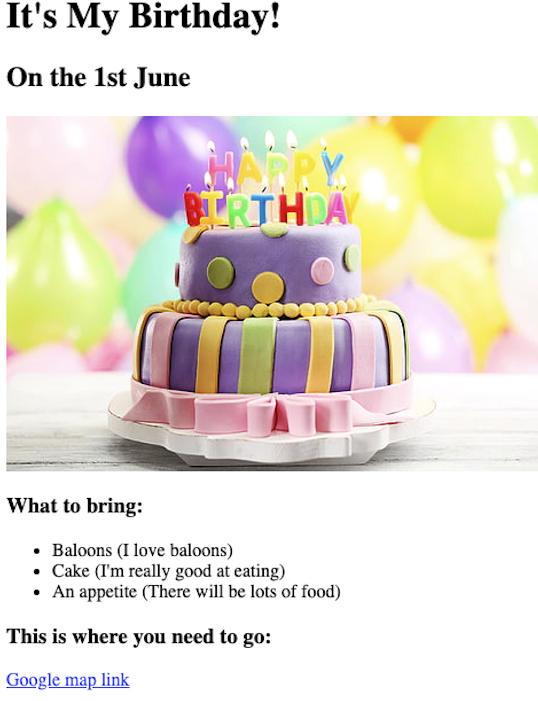 It's My Birthday!
On the 1st June
HAPPY
BIRTHDAY
What to bring:
Baloons (I love baloons)
Cake (I'm really good at eating)
An appetite (There will be lots of food)
This is where you need to go:
Google map link